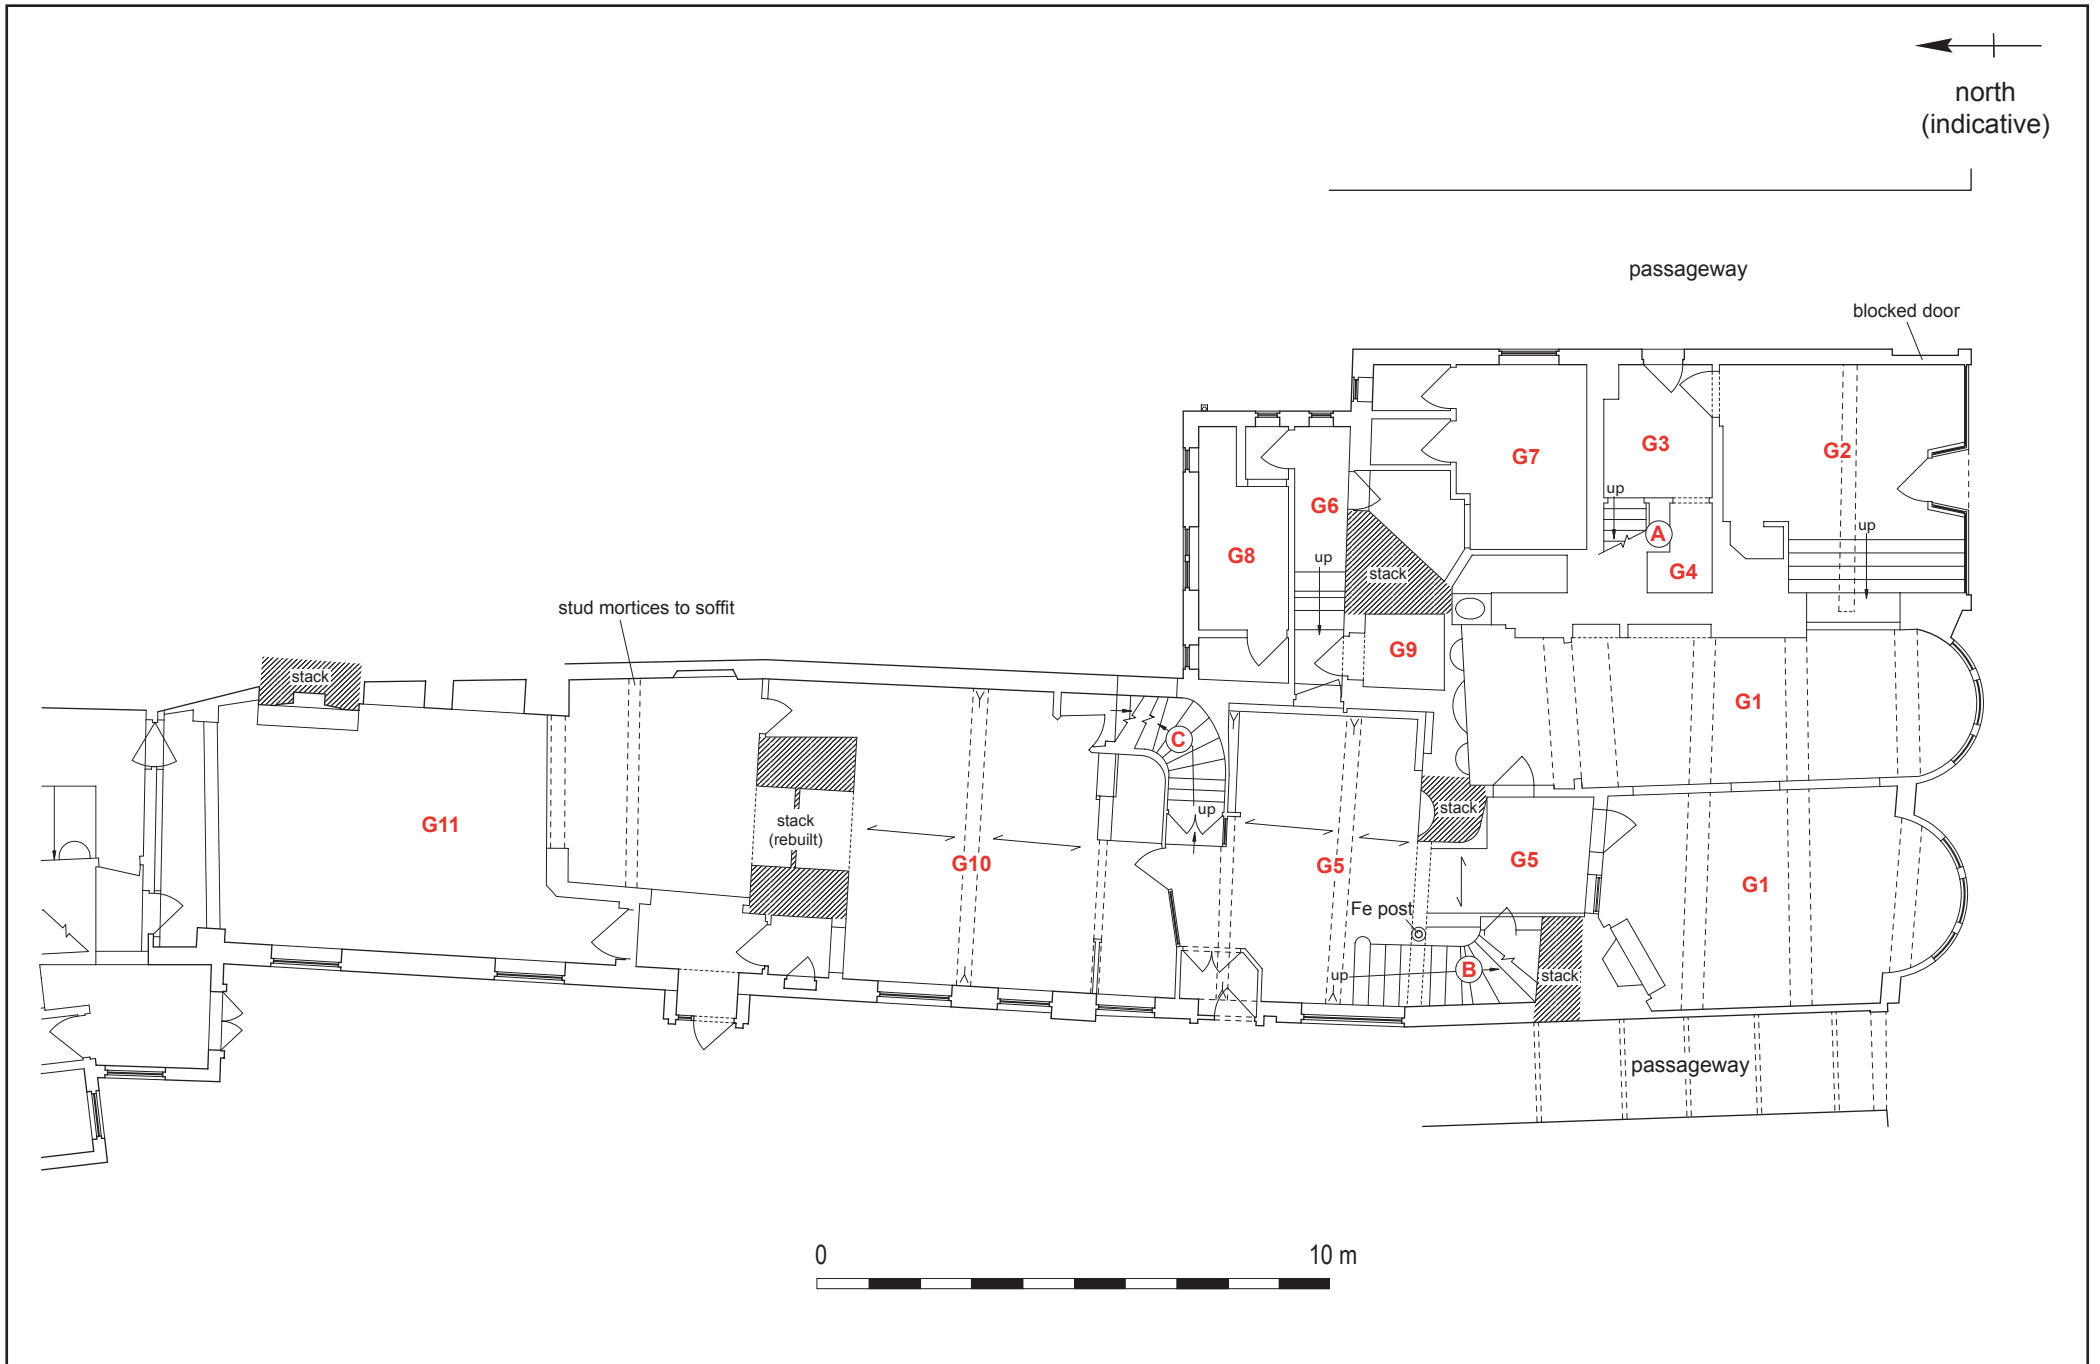 north
(indicative)
passageway
blocked door
G7
G3
G2
G6
up
A
up
G8
up
stack
G4
stud mortices to soffit
G9
stack
G1
C
up
stack
(rebuilt)
G11
G10
G5
stack
G5
G1
Fe post
up
B
stack
passageway
0
10 m